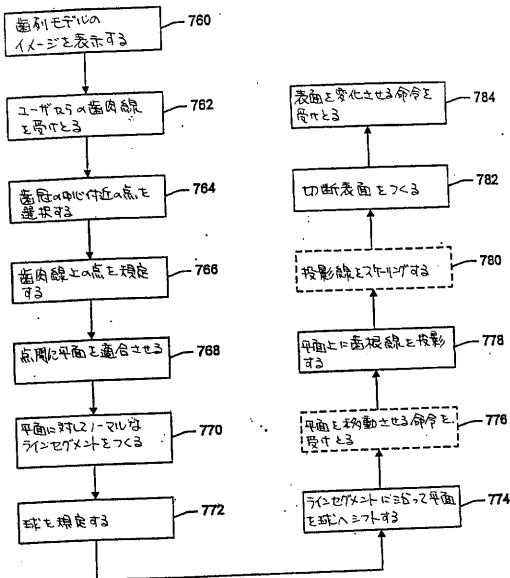 歯列モデルの
イメージを表示する
760
ユーザからの歯肉線
を受けとる
762
歯冠の中心付近の点を
選択する
764
歯肉線上の点を規定
する
766
点間に平面を適合させる
768
平面に対してノーマルな
ラインセグメントをつくる
770
球を規定する
772
ラインセグメントに沿って平面
を球へシフトする
774
平面を移動させる命令を
受けとる
776
平面上に歯根線を投影
する
778
投影線をスケーリングする
780
切断表面をつくる
782
表面を変化させる命令を
受けとる
784